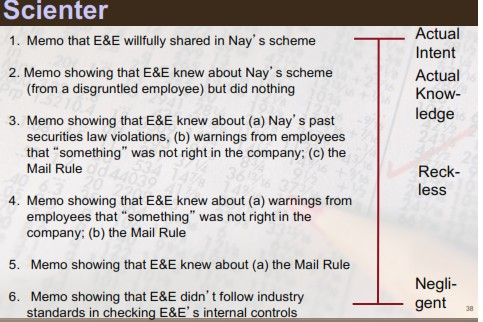 Scienter
1. Memo that E&E willfully shared in Nay's scheme
2. Memo showing that E&E knew about Nay's scheme
(from a disgruntled employee) but did nothing
3. Memo showing that E&E knew about (a) Nay's past
securities law violations, (b) warnings from employees
that "something" was not right in the company; (c) the
Mail Rule
4. Memo showing that E&E knew about (a) warnings from
employees that "something" was not right in the
company; (b) the Mail Rule
5. Memo showing that E&E knew about (a) the Mail Rule
6. Memo showing that E&E didn't follow industry
standards in checking E&E's internal controls
Actual
Intent
Actual
Know-
ledge
Reck-
less
Negli-
gent
38